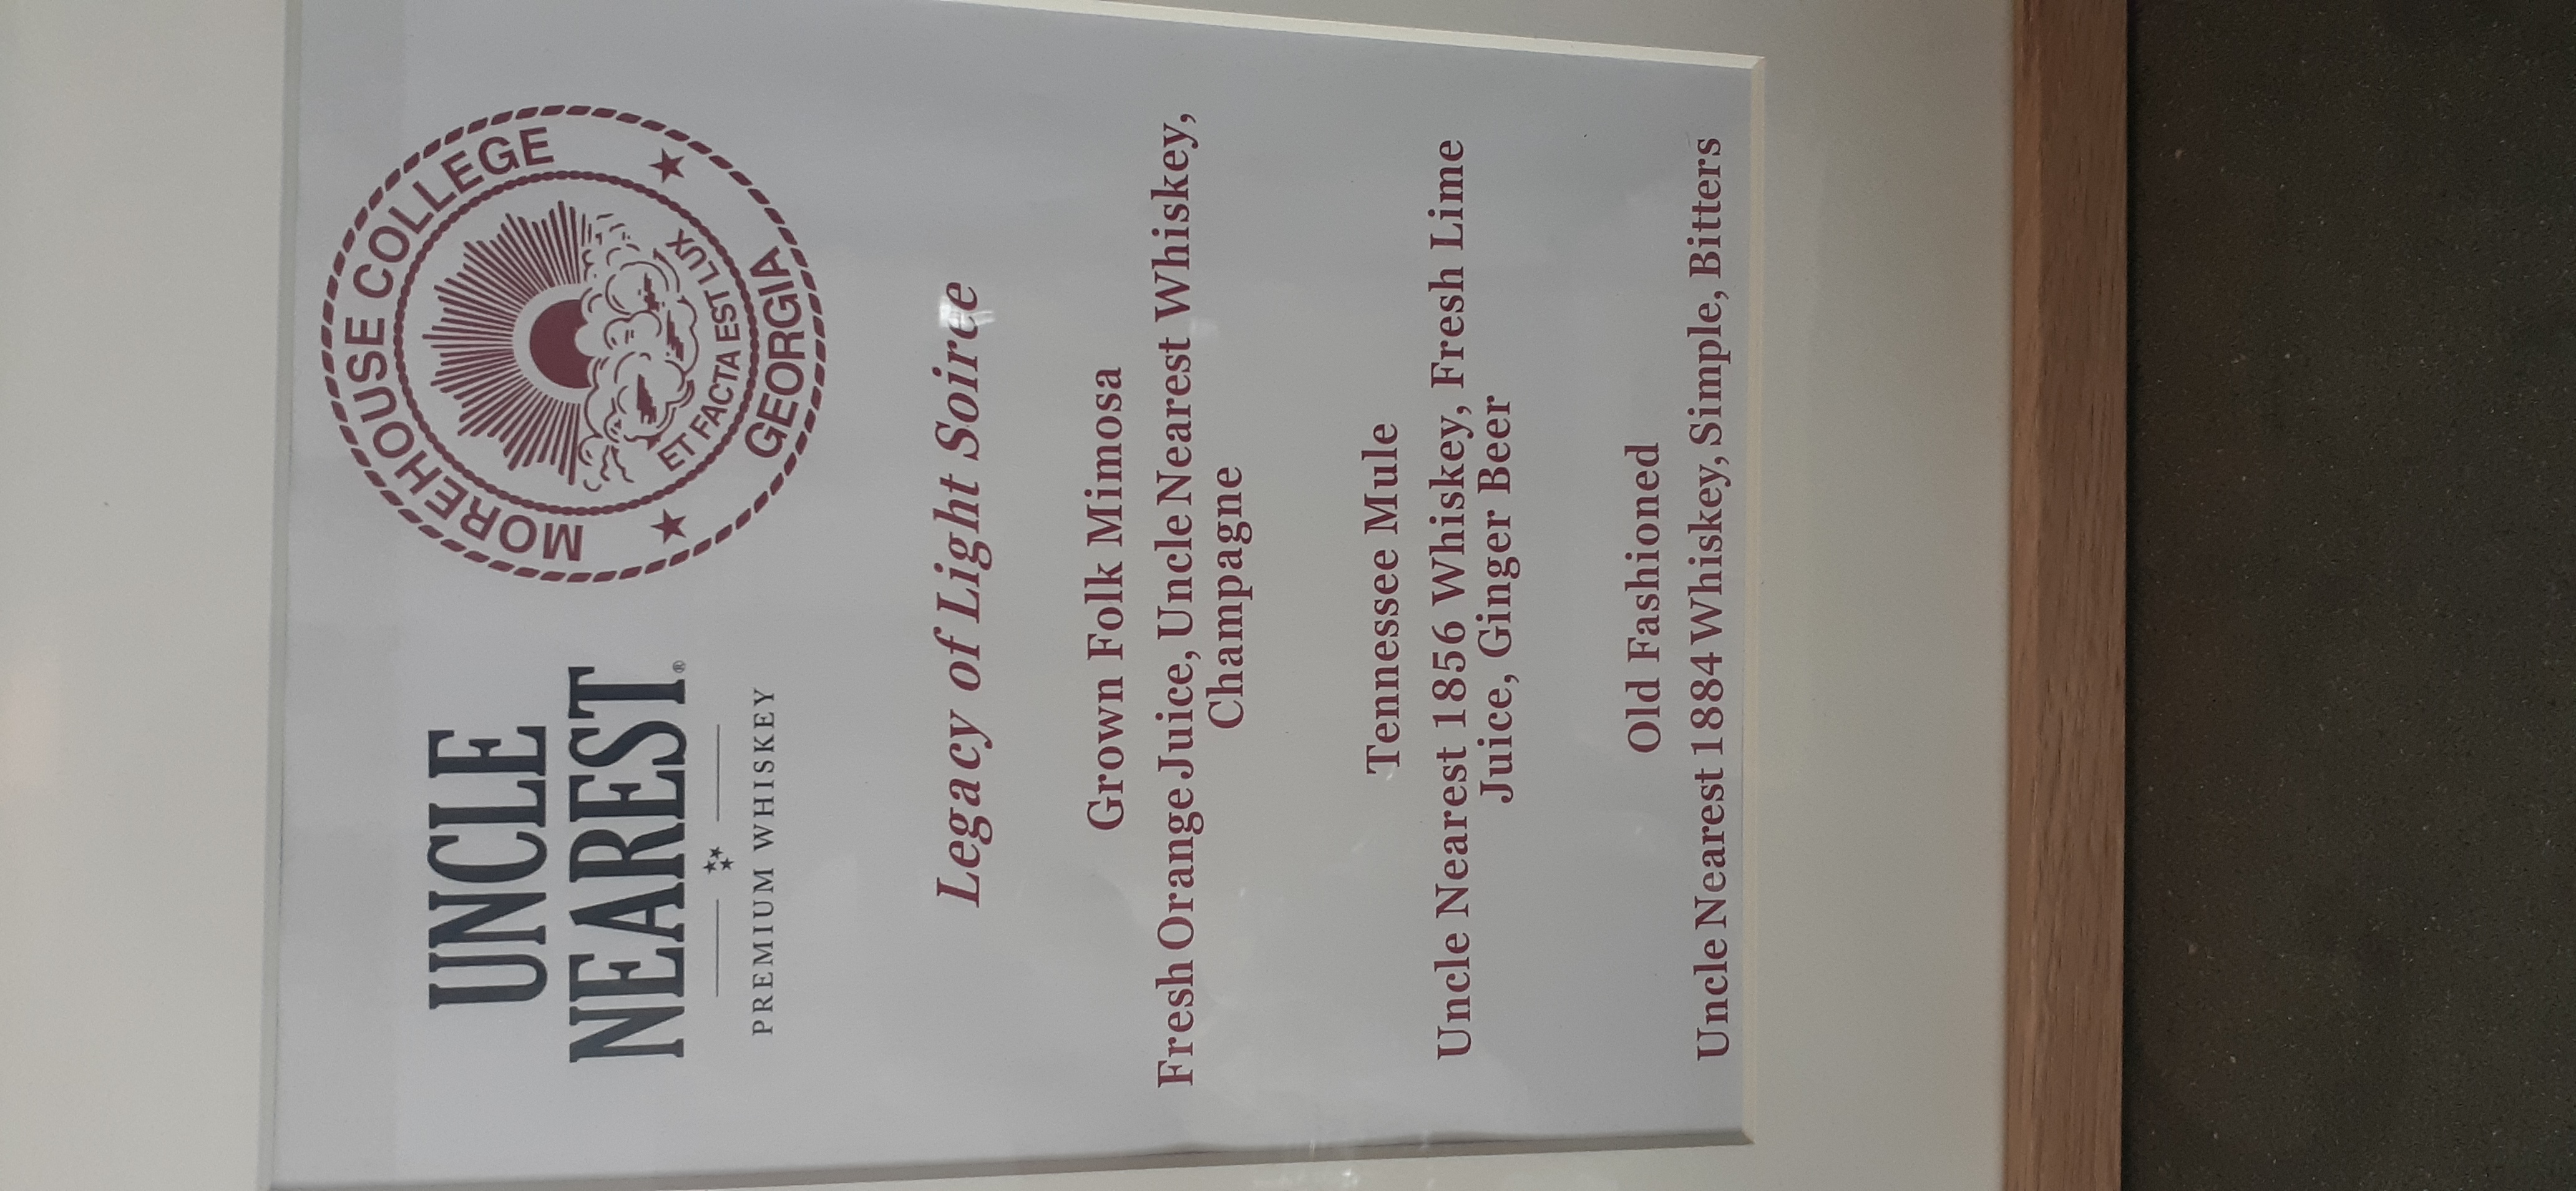 UNCLE
NEAREST®
PREMIUM WHISKEY
MOREHOUSE COLLEGE
ET FACTA EST LUX
GEORGIA
Legacy of Light Soiree
Grown Folk Mimosa
Fresh Orange Juice, Uncle Nearest Whiskey,
Champagne
Tennessee Mule
Uncle Nearest 1856 Whiskey, Fresh Lime
Juice, Ginger Beer
Old Fashioned
Uncle Nearest 1884 Whiskey, Simple, Bitters